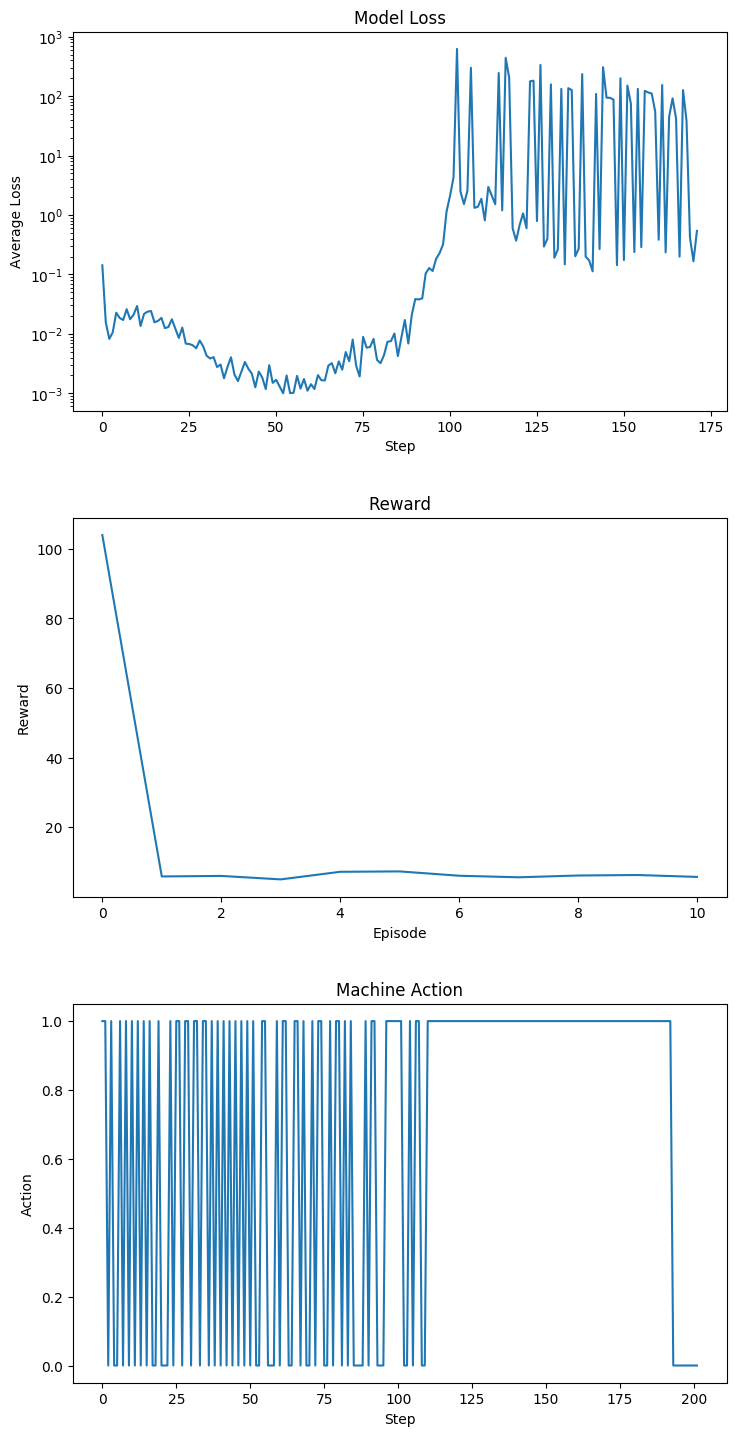 Model Loss
10³
10²
10¹
10⁰
10⁻¹
10⁻²
10⁻³
Average Loss
0 25 50 75 100 125 150 175
Step
Reward
100
80
60
40
20
Reward
0 2 4 6 8 10
Episode
Machine Action
1.0
0.8
0.6
0.4
0.2
0.0
Action
0 25 50 75 100 125 150 175 200
Step